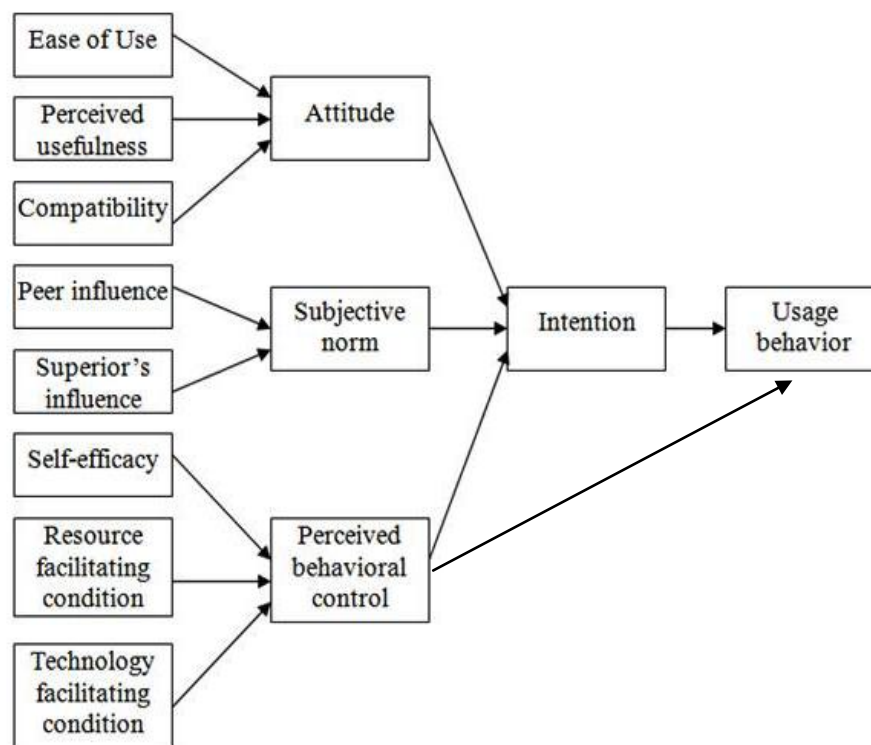 Ease of Use
Perceived
usefulness
Compatibility
Peer influence
Superior’s
influence
Self-efficacy
Resource
facilitating
condition
Technology
facilitating
condition
Attitude
Subjective
norm
Perceived
behavioral
control
Intention
Usage
behavior